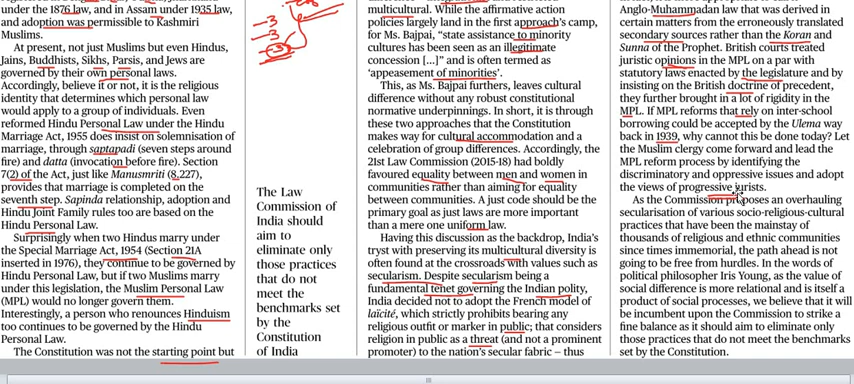 under the 1876 law, and in Assam under 1935 law,
and adoption was permissible to Kashmiri
Muslims.
At present, not just Muslims but even Hindus,
Jains, Buddhists, Sikhs, Parsis, and Jews are
governed by their own personal laws.
Accordingly, believe it or not, it is the religious
identity that determines which personal law
would apply to a group of individuals. Even
reformed Hindu Personal Law under the Hindu
Marriage Act, 1955 does insist on solemnisation of
marriage, through saptapadi (seven steps around
fire) and datta (invocation before fire). Section
7(2) of the Act, just like Manusmriti (8,227),
provides that marriage is completed on the
seventh step. Sapinda relationship, adoption and
Hindu Joint Family rules too are based on the
Hindu Personal Law.
Surprisingly when two Hindus marry under
the Special Marriage Act, 1954 (Section 21A
inserted in 1976), they continue to be governed by
Hindu Personal Law, but if two Muslims marry
under this legislation, the Muslim Personal Law
(MPL) would no longer govern them.
Interestingly, a person who renounces Hinduism
too continues to be governed by the Hindu
Personal Law.
The Constitution was not the starting point but
-3
-3
-3
The Law
Commission of
India should
aim to
eliminate only
those practices
that do not
meet the
benchmarks set
by the
Constitution
of India
multicultural. While the affirmative action
policies largely land in the first approach's camp,
for Ms. Bajpai, “state assistance to minority
cultures has been seen as an illegitimate
concession [...]” and is often termed as
‘appeasement of minorities’.
This, as Ms. Bajpai furthers, leaves cultural
difference without any robust constitutional
normative underpinnings. In short, it is through
these two approaches that the Constitution
makes way for cultural accommodation and a
celebration of group differences. Accordingly, the
21st Law Commission (2015-18) had boldly
favoured equality between men and women in
communities rather than aiming for equality
between communities. A just code should be the
primary goal as just laws are more important
than a mere one uniform law.
Having this discussion as the backdrop, India's
tryst with preserving its multicultural diversity is
often found at the crossroads with values such as
secularism. Despite secularism being a
fundamental tenet governing the Indian polity,
India decided not to adopt the French model of
laïcité, which strictly prohibits bearing any
religious outfit or marker in public; that considers
religion in public as a threat (and not a prominent
promoter) to the nation's secular fabric – thus
Anglo-Muhammadan law that was derived in
certain matters from the erroneously translated
secondary sources rather than the Koran and
Sunna of the Prophet. British courts treated
juristic opinions in the MPL on a par with
statutory laws enacted by the legislature and by
insisting on the British doctrine of precedent,
they further brought in a lot of rigidity in the
MPL. If MPL reforms that rely on inter-school
borrowing could be accepted by the Ulema way
back in 1939, why cannot this be done today? Let
the Muslim clergy come forward and lead the
MPL reform process by identifying the
discriminatory and oppressive issues and adopt
the views of progressive jurists.
As the Commission proposes an overhauling
secularisation of various socio-religious-cultural
practices that have been the mainstay of
thousands of religious and ethnic communities
since times immemorial, the path ahead is not
going to be free from hurdles. In the words of
political philosopher Iris Young, as the value of
social difference is more relational and is itself a
product of social processes, we believe that it will
be incumbent upon the Commission to strike a
fine balance as it should aim to eliminate only
those practices that do not meet the benchmarks
set by the Constitution.